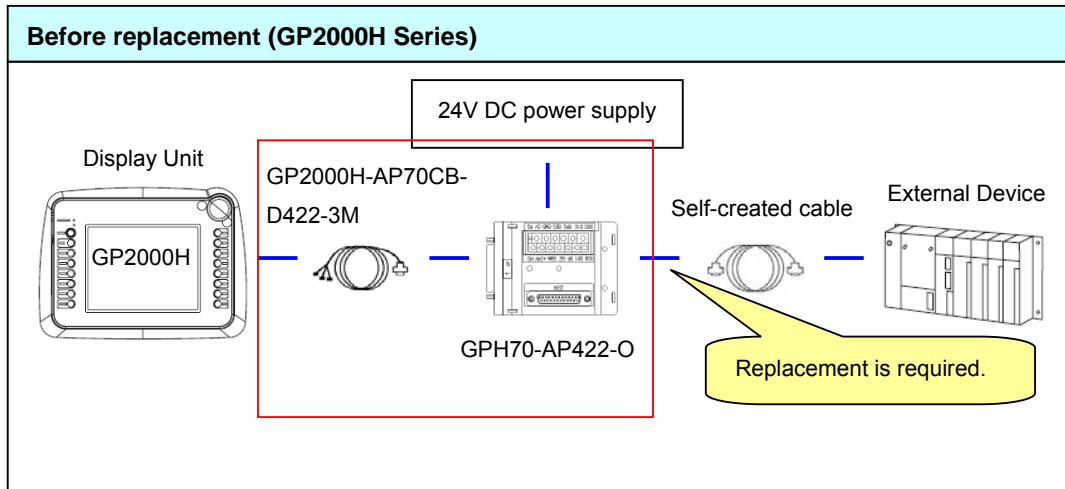 Before replacement (GP2000H Series)
24V DC power supply
Display Unit
GP2000H-AP70CB-
D422-3M
Self-created cable
External Device
GP2000H
GPH70-AP422-O
Replacement is required.